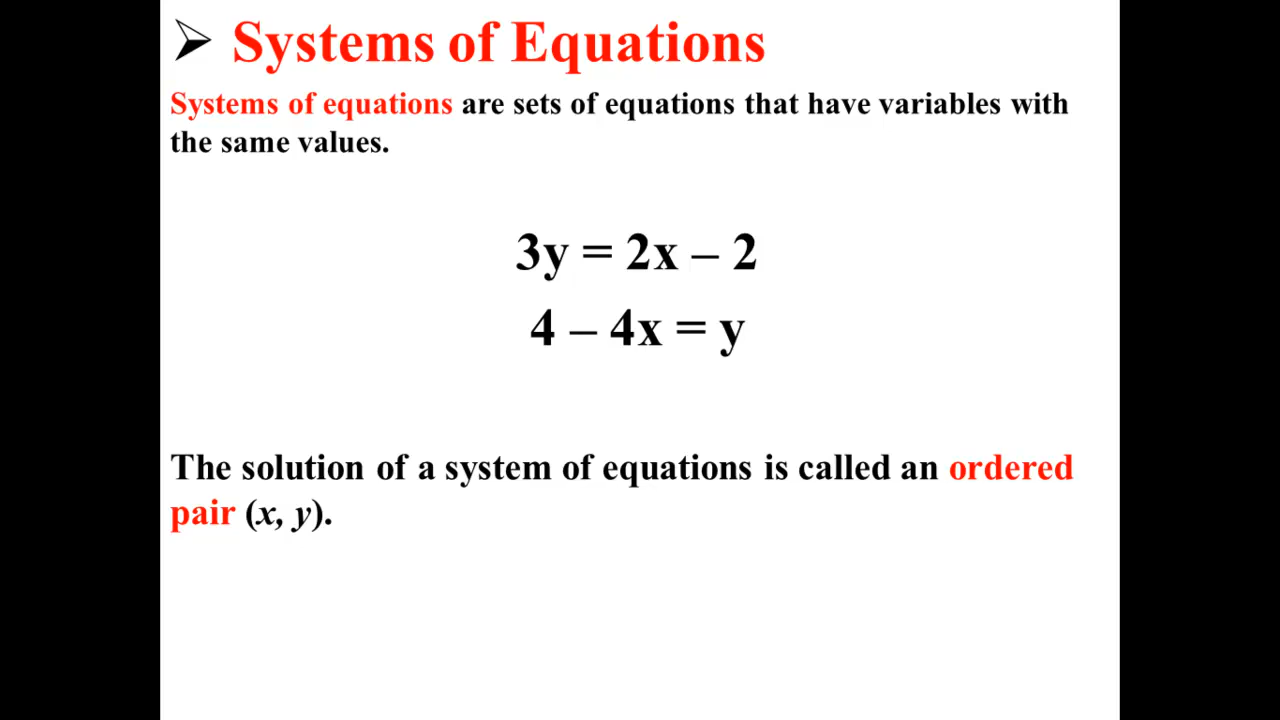 Systems of Equations
Systems of equations are sets of equations that have variables with
the same values.
3y = 2x – 2
4 – 4x = y
The solution of a system of equations is called an ordered
pair (x, y).